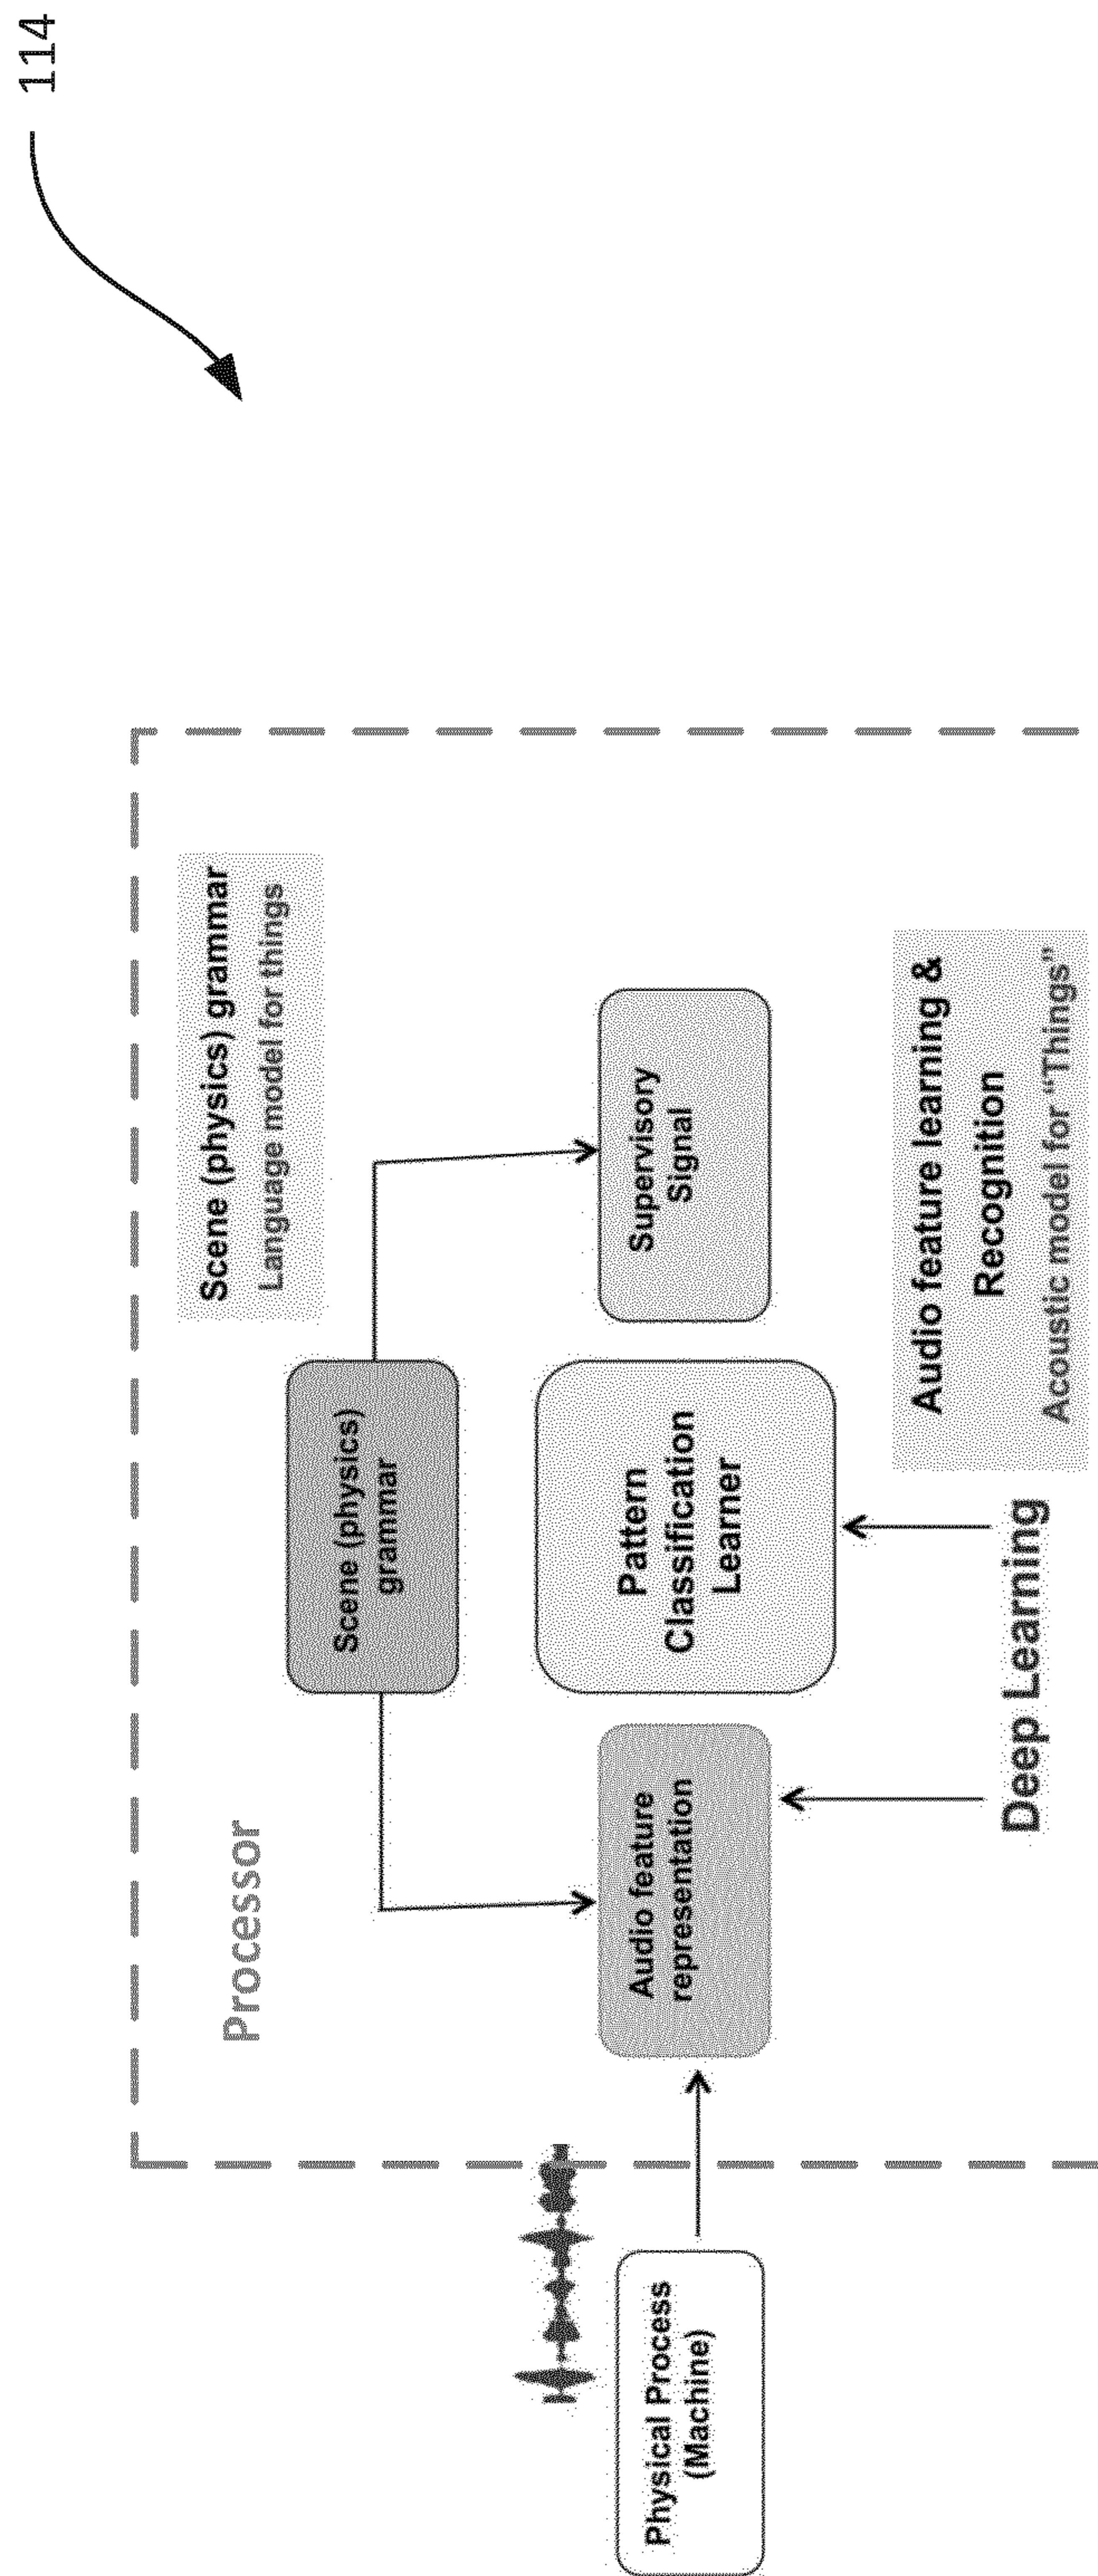 114
Processor
Scene (physics) grammar
Language model for things
Scene (physics)
grammar
Physical Process
(Machine)
Audio feature
representation
Pattern
Classification
Learner
Supervisory
Signal
Deep Learning
Audio feature learning &
Recognition
Acoustic model for “Things”